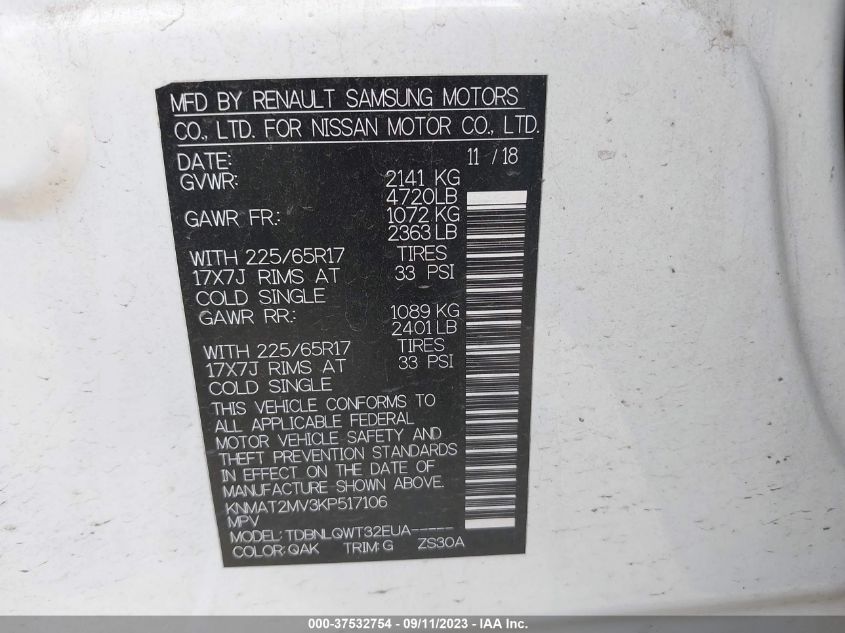 MFD BY RENAULT SAMSUNG MOTORS
CO., LTD. FOR NISSAN MOTOR CO., LTD.
DATE: 11 / 18
GVWR: 2141 KG
4720LB
GAWR FR.: 1072 KG
2363 LB
WITH 225/65R17 TIRES
17X7J RIMS AT 33 PSI
COLD SINGLE
GAWR RR.: 1089 KG
2401 LB
WITH 225/65R17 TIRES
17X7J RIMS AT 33 PSI
COLD SINGLE
THIS VEHICLE CONFORMS TO
ALL APPLICABLE FEDERAL
MOTOR VEHICLE SAFETY AND
THEFT PREVENTION STANDARDS
IN EFFECT ON THE DATE OF
MANUFACTURE SHOWN ABOVE.
KNMAT2MV3KP517106
MPV
MODEL: TDBNLQWT32EUA-----
COLOR: QAK TRIM: G ZS30A
000-37532754 - 09/11/2023 - IAA Inc.